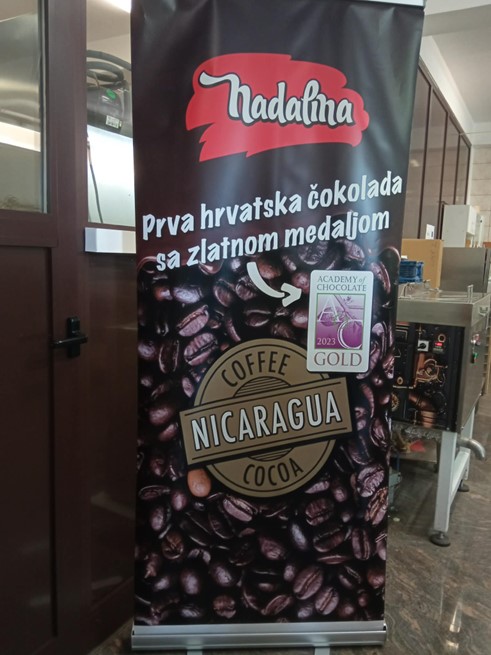 Nadalina
Prva hrvatska čokolada
sa zlatnom medaljom
ACADEMY of
CHOCOLATE
2023
GOLD
COFFEE
NICARAGUA
COCOA